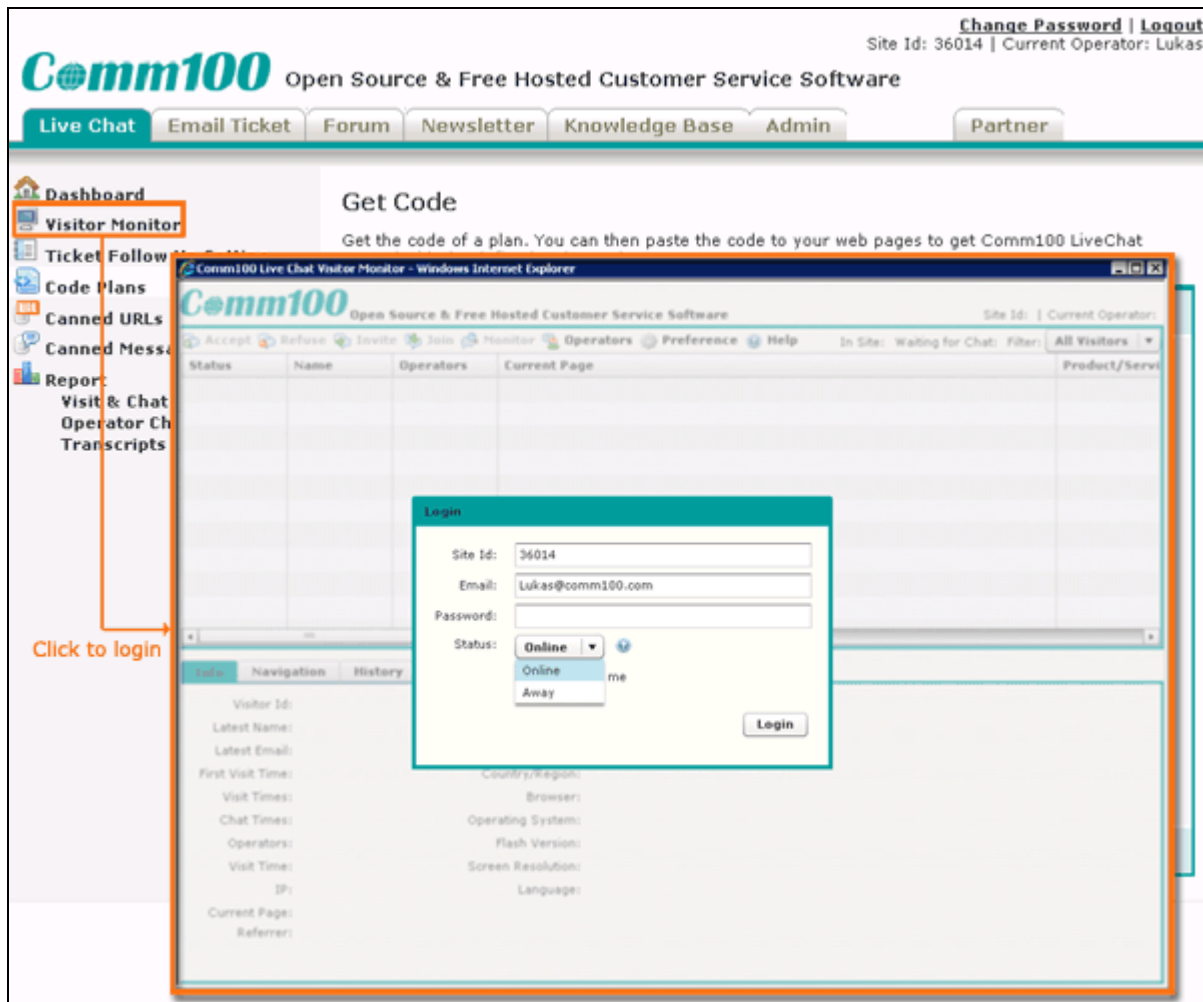 Change Password | Logout
Site Id: 36014 | Current Operator: Lukas
Comm100 Open Source & Free Hosted Customer Service Software
Live Chat Email Ticket Forum Newsletter Knowledge Base Admin Partner
Dashboard
Visitor Monitor
Ticket Follow
Code Plans
Canned URLs
Canned Messa
Report
Visit & Chat
Operator Ch
Transcripts
Click to login
Get Code
Get the code of a plan. You can then paste the code to your web pages to get Comm100 LiveChat
Comm100 Live Chat Visitor Monitor - Windows Internet Explorer
Comm100 Open Source & Free Hosted Customer Service Software Site Id: | Current Operator:
Accept Refuse Invite Join Monitor Operators Preference Help In Site: Waiting for Chat: Filter: All Visitors
Status Name Operators Current Page Product/Servi
Login
Site Id: 36014
Email: Lukas@comm100.com
Password:
Status: Online
Online
me
Away
Login
Info Navigation History
Visitor Id:
Latest Name:
Latest Email:
First Visit Time: Country/Region:
Visit Times: Browser:
Chat Times: Operating System:
Operators: Flash Version:
Visit Time: Screen Resolution:
IP: Language:
Current Page:
Referrer: